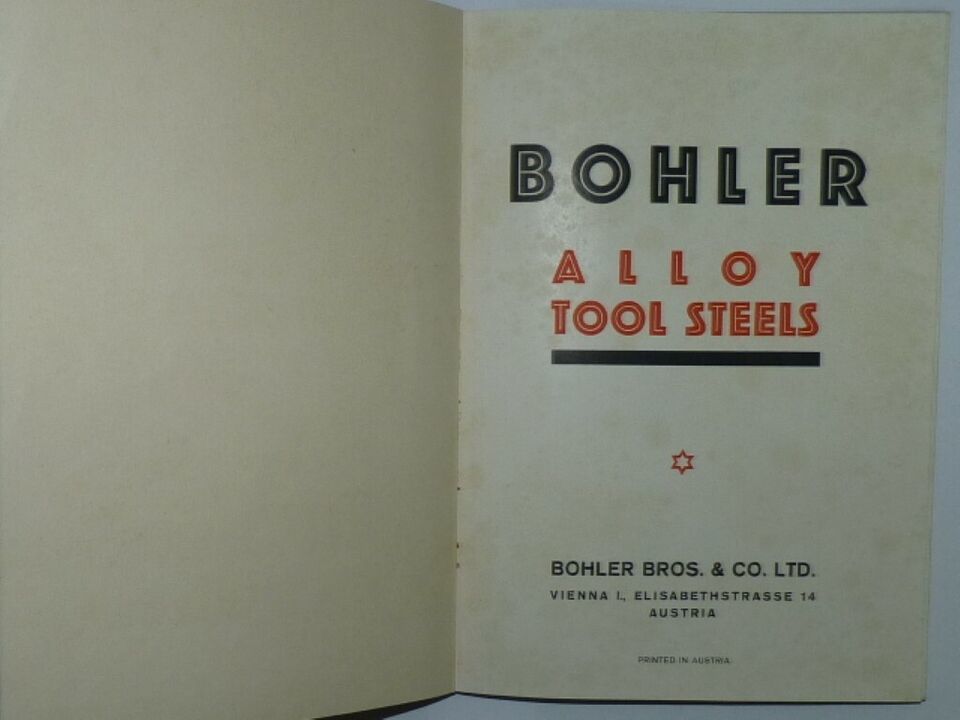 BOHLER
ALLOY
TOOL STEELS
BOHLER BROS. & CO. LTD.
VIENNA I., ELISABETHSTRASSE 14
AUSTRIA
PRINTED IN AUSTRIA